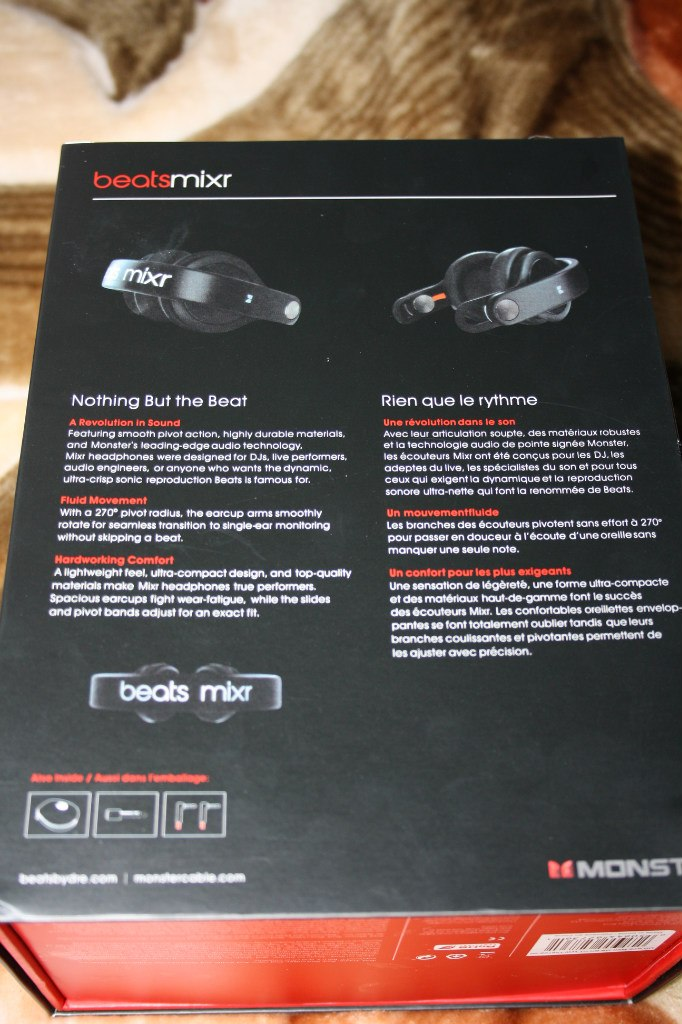 beatsmixr
mixr
Nothing But the Beat
A Revolution in Sound
Featuring smooth pivot action, highly durable materials,
and Monster's leading-edge audio technology,
Mixr headphones were designed for DJs, live performers,
audio engineers, or anyone who wants the dynamic,
ultra-crisp sonic reproduction Beats is famous for.
Fluid Movement
With a 270° pivot radius, the earcup arms smoothly
rotate for seamless transition to single-ear monitoring
without skipping a beat.
Hardworking Comfort
A lightweight feel, ultra-compact design, and top-quality
materials make Mixr headphones true performers.
Spacious earcups fight wear-fatigue, while the slides
and pivot bands adjust for an exact fit.
Rien que le rythme
Une révolution dans le son
Avec leur articulation soupte, des matériaux robustes
et la technologie audio de pointe signée Monster,
les écouteurs Mixr ont été conçus pour les DJ, les
adeptes du live, les spécialistes du son et pour tous
ceux qui exigent la dynamique et la reproduction
sonore ultra-nette qui font la renommée de Beats.
Un mouvementfluide
Les branches des écouteurs pivotent sans effort à 270°
pour passer en douceur à l'écoute d'une oreille sans
manquer une seule note.
Un confort pour les plus exigeants
Une sensation de légèreté, une forme ultra-compacte
et des matériaux haut-de-gamme font le succès
des écouteurs Mixr. Les confortables oreillettes envelop-
pantes se font totalement oublier tandis que leurs
branches coulissantes et pivotantes permettent de
les ajuster avec précision.
beats mixr
Also Inside / Aussi dans l'emballage:
beatsbydre.com | monstercable.com
MONST